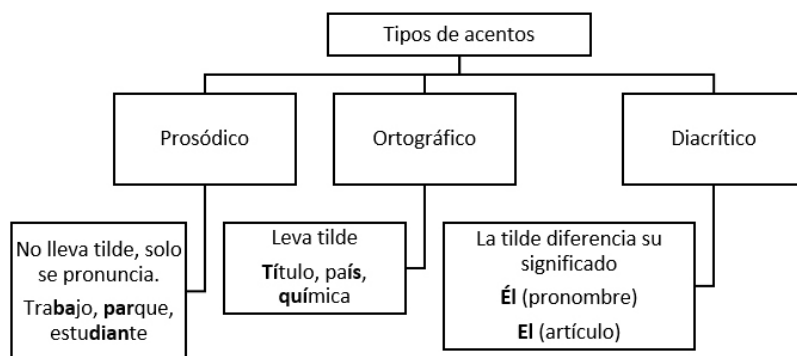 Tipos de acentos
Prosódico
Ortográfico
Diacrítico
No lleva tilde, solo
se pronuncia.
Trabajo, parque,
estudiante
Leva tilde
Título, país,
química
La tilde diferencia su
significado
Él (pronombre)
El (artículo)